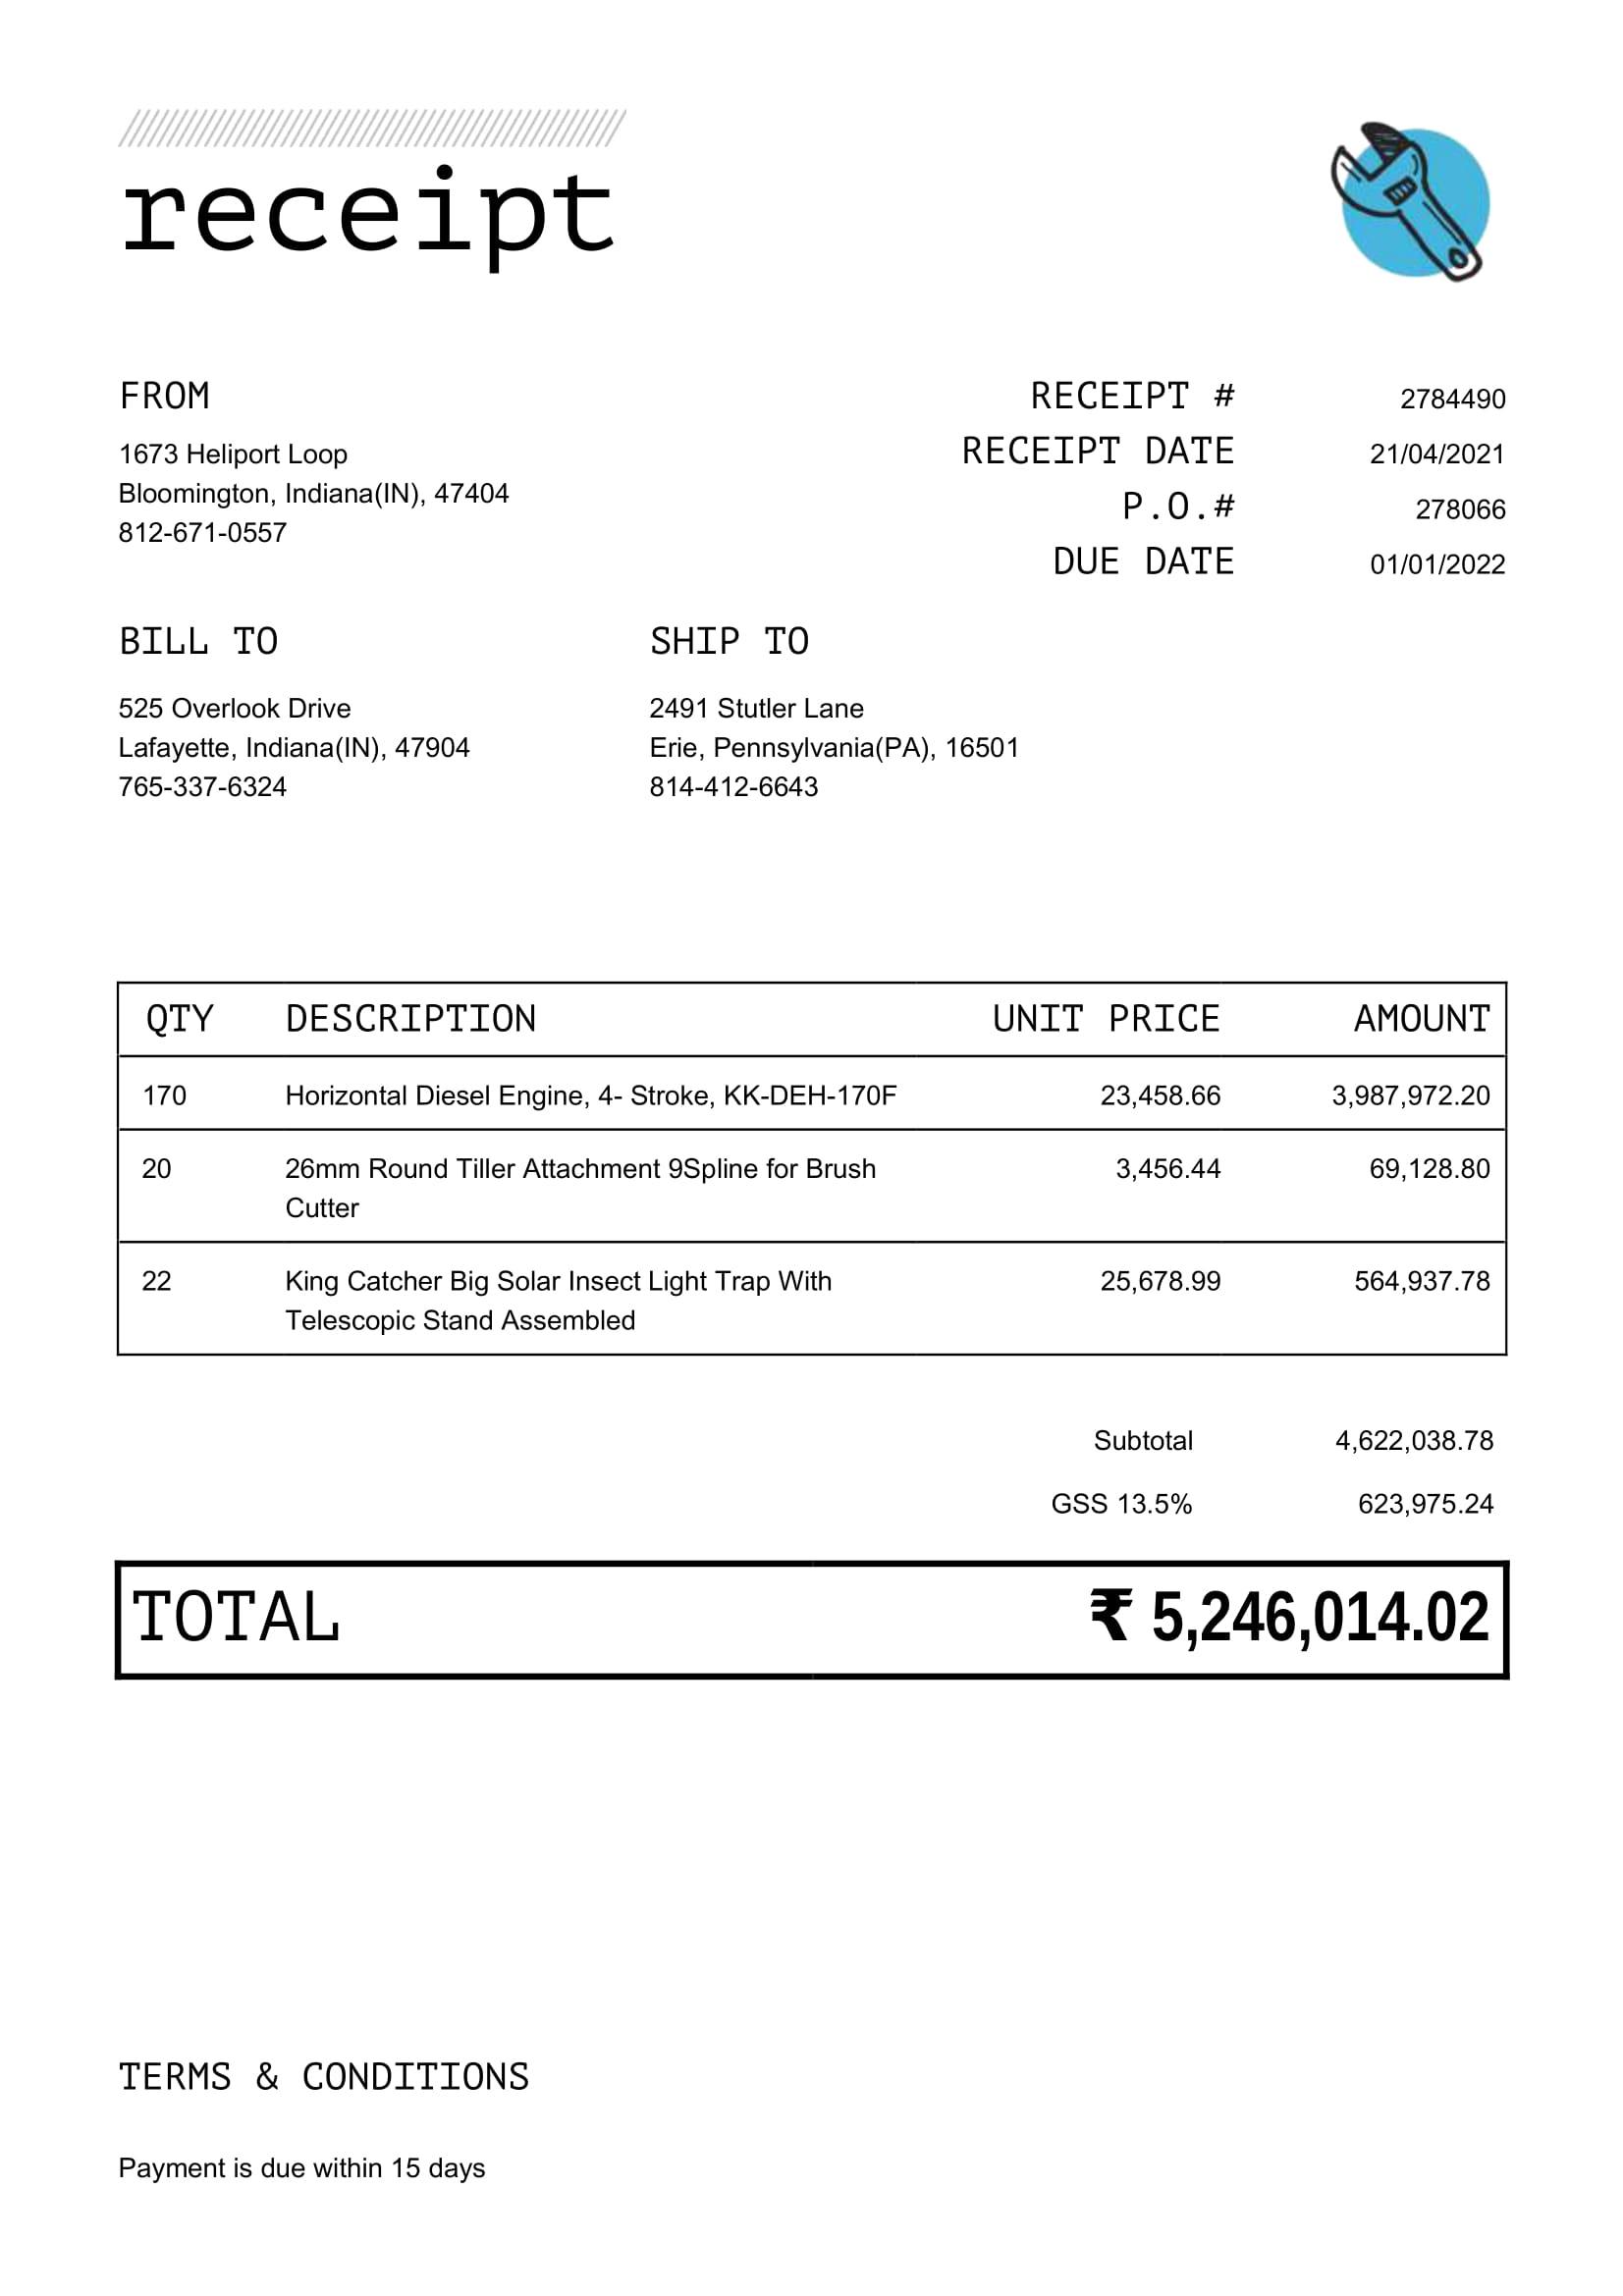 receipt
FROM
1673 Heliport Loop
Bloomington, Indiana(IN), 47404
812-671-0557
RECEIPT # 2784490
RECEIPT DATE 21/04/2021
P.O.# 278066
DUE DATE 01/01/2022
BILL TO
525 Overlook Drive
Lafayette, Indiana(IN), 47904
765-337-6324
SHIP TO
2491 Stutler Lane
Erie, Pennsylvania(PA), 16501
814-412-6643
QTY DESCRIPTION UNIT PRICE AMOUNT
170 Horizontal Diesel Engine, 4- Stroke, KK-DEH-170F 23,458.66 3,987,972.20
20 26mm Round Tiller Attachment 9Spline for Brush 3,456.44 69,128.80
Cutter
22 King Catcher Big Solar Insect Light Trap With 25,678.99 564,937.78
Telescopic Stand Assembled
Subtotal 4,622,038.78
GSS 13.5% 623,975.24
TOTAL ₹ 5,246,014.02
TERMS & CONDITIONS
Payment is due within 15 days